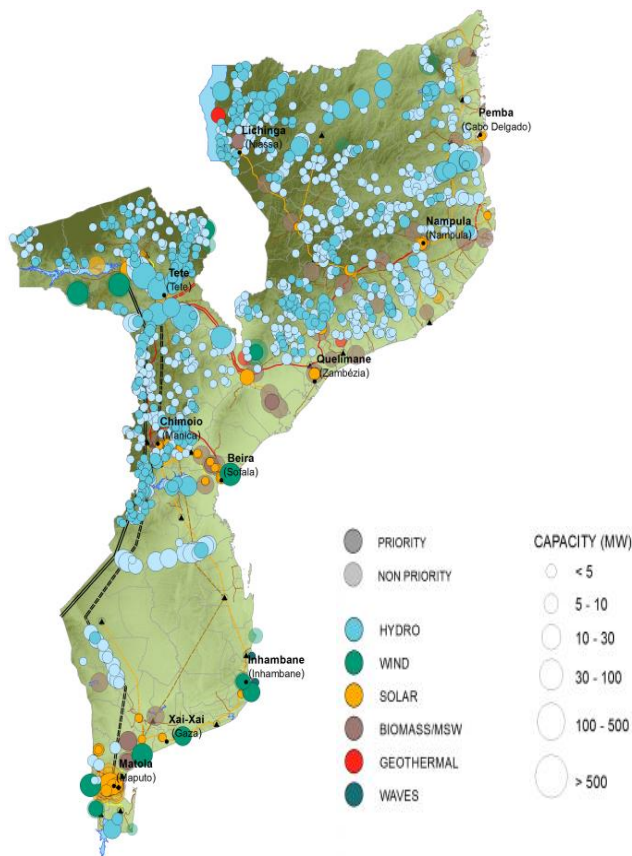 Pemba
(Cabo Delgado)
Lichinga
(Niassa)
Nampula
(Nampula)
Tete
(Tete)
Quelimane
(Zambézia)
Chimoio
(Manica)
Beira
(Sofala)
Inhambane
(Inhambane)
Xai-Xai
(Gaza)
Matola
(Maputo)
PRIORITY
NON PRIORITY
HYDRO
WIND
SOLAR
BIOMASS/MSW
GEOTHERMAL
WAVES
CAPACITY (MW)
< 5
5 - 10
10 - 30
30 - 100
100 - 500
> 500